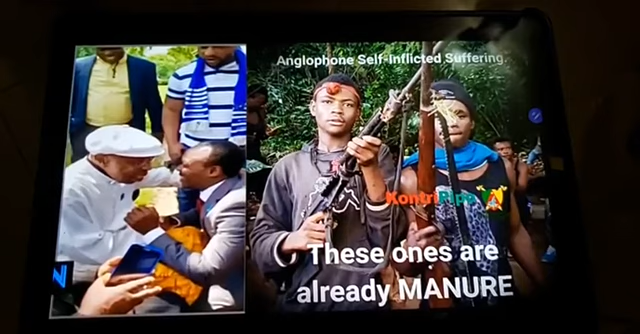 Anglophone Self-Inflicted Suffering.
KontriPipo
These ones are
already MANURE
N